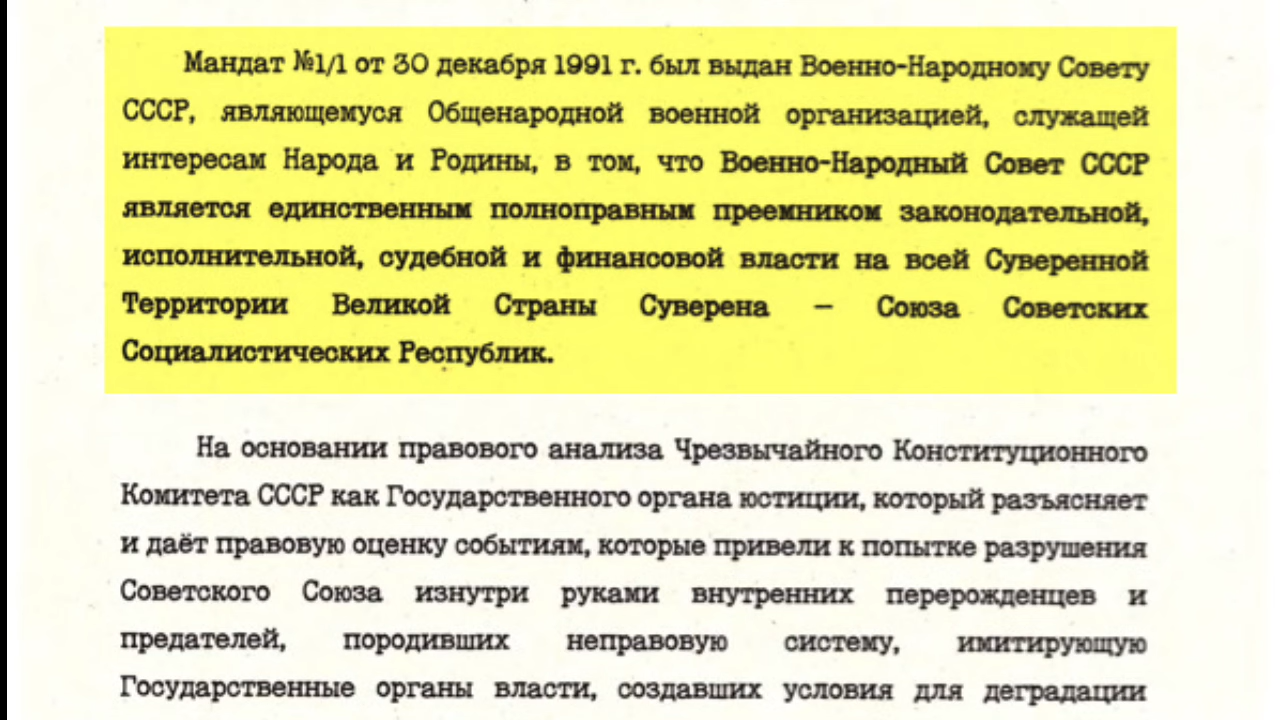 Мандат №1/1 от 30 декабря 1991 г. был выдан Военно-Народному Совету
СССР, являющемуся Общенародной военной организацией, служащей
интересам Народа и Родины, в том, что Военно-Народный Совет СССР
является единственным полноправным преемником законодательной,
исполнительной, судебной и финансовой власти на всей Суверенной
Территории Великой Страны Суверена – Союза Советских
Социалистических Республик.
На основании правового анализа Чрезвычайного Конституционного
Комитета СССР как Государственного органа юстиции, который разъясняет
и даёт правовую оценку событиям, которые привели к попытке разрушения
Советского Союза изнутри руками внутренних перерожденцев и
предателей, породивших неправовую систему, имитирующую
Государственные органы власти, создавших условия для деградации